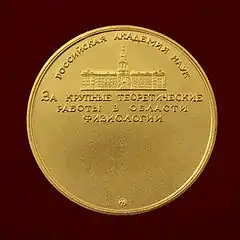 РОССИЙСКАЯ АКАДЕМИЯ НАУК
ЗА КРУПНЫЕ ТЕОРЕТИЧЕСКИЕ
РАБОТЫ В ОБЛАСТИ
ФИЗИОЛОГИИ